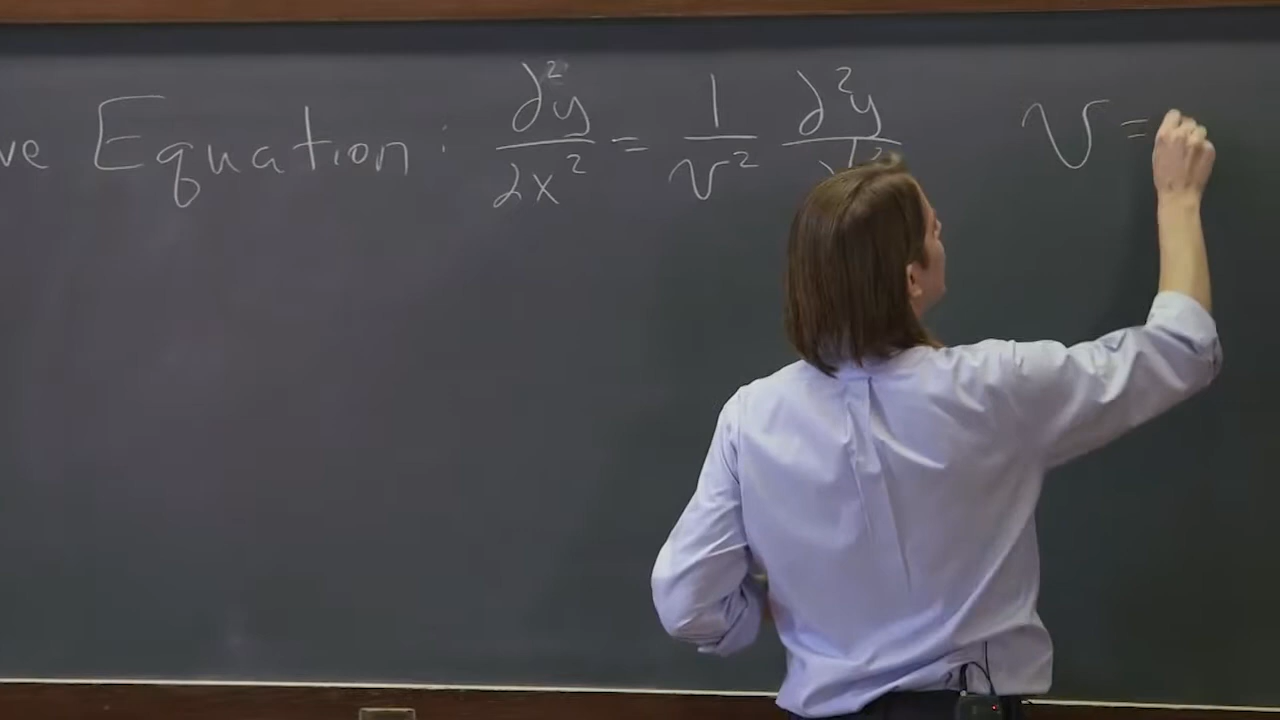 ve Equation: ∂²y/∂x² = 1/v² ∂²y/∂t² v =